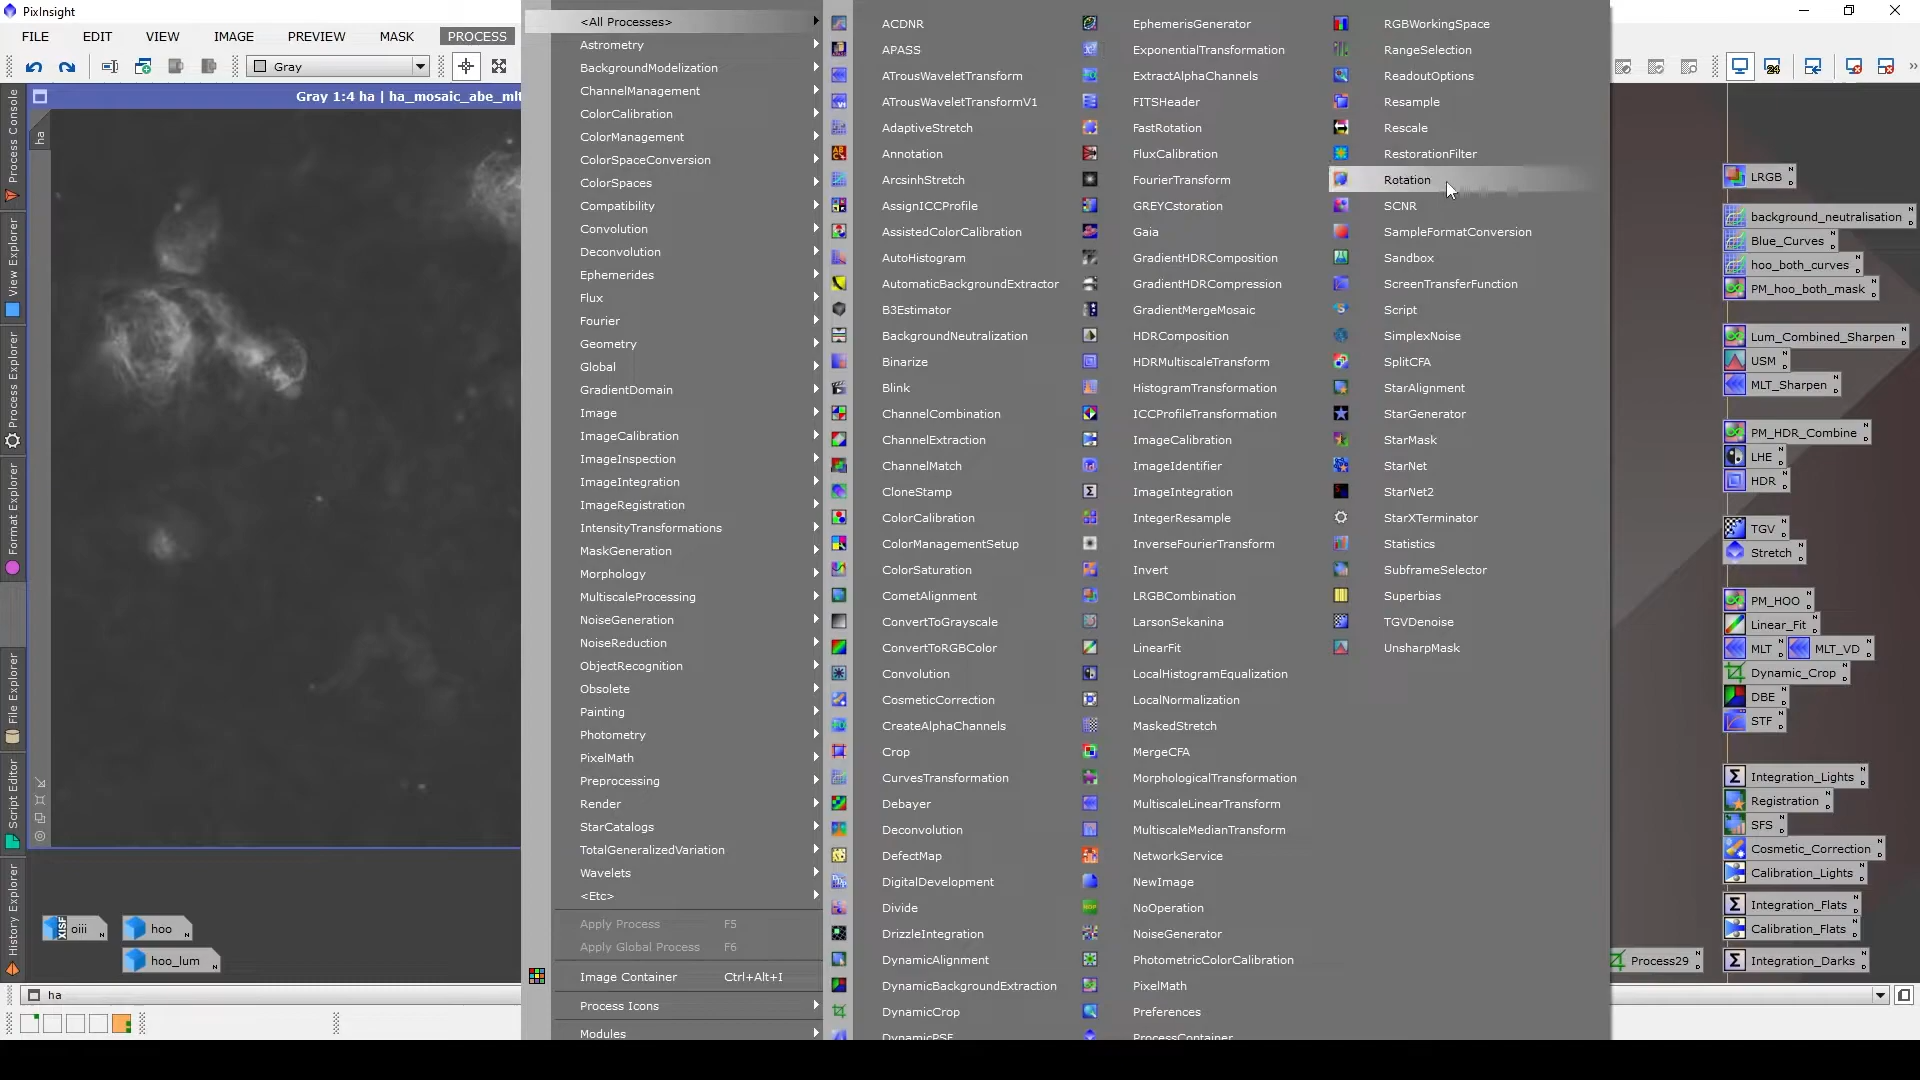 PixInsight
FILE EDIT VIEW IMAGE PREVIEW MASK PROCESS
Gray
Gray 1:4 ha | ha_mosaic_abe_mlt
ha
Process Console
View Explorer
Process Explorer
Format Explorer
File Explorer
Script Editor
History Explorer
<All Processes>
Astrometry
BackgroundModelization
ChannelManagement
ColorCalibration
ColorManagement
ColorSpaceConversion
ColorSpaces
Compatibility
Convolution
Deconvolution
Ephemerides
Flux
Fourier
Geometry
Global
GradientDomain
Image
ImageCalibration
ImageInspection
ImageIntegration
ImageRegistration
IntensityTransformations
MaskGeneration
Morphology
MultiscaleProcessing
NoiseGeneration
NoiseReduction
ObjectRecognition
Obsolete
Painting
Photometry
PixelMath
Preprocessing
Render
StarCatalogs
TotalGeneralizedVariation
Wavelets
<Etc>
Apply Process F5
Apply Global Process F6
Image Container Ctrl+Alt+I
Process Icons
Modules
ACDNR
APASS
ATrousWaveletTransform
ATrousWaveletTransformV1
AdaptiveStretch
Annotation
ArcsinhStretch
AssignICCProfile
AssistedColorCalibration
AutoHistogram
AutomaticBackgroundExtractor
B3Estimator
BackgroundNeutralization
Binarize
Blink
ChannelCombination
ChannelExtraction
ChannelMatch
CloneStamp
ColorCalibration
ColorManagementSetup
ColorSaturation
CometAlignment
ConvertToGrayscale
ConvertToRGBColor
Convolution
CosmeticCorrection
CreateAlphaChannels
Crop
CurvesTransformation
Debayer
Deconvolution
DefectMap
DigitalDevelopment
Divide
DrizzleIntegration
DynamicAlignment
DynamicBackgroundExtraction
DynamicCrop
DynamicPSF
EphemerisGenerator
ExponentialTransformation
ExtractAlphaChannels
FITSHeader
FastRotation
FluxCalibration
FourierTransform
GREYCstoration
Gaia
GradientHDRComposition
GradientHDRCompression
GradientMergeMosaic
HDRComposition
HDRMultiscaleTransform
HistogramTransformation
ICCProfileTransformation
ImageCalibration
ImageIdentifier
ImageIntegration
IntegerResample
InverseFourierTransform
Invert
LRGBCombination
LarsonSekanina
LinearFit
LocalHistogramEqualization
LocalNormalization
MaskedStretch
MergeCFA
MorphologicalTransformation
MultiscaleLinearTransform
MultiscaleMedianTransform
NetworkService
NewImage
NoOperation
NoiseGenerator
PhotometricColorCalibration
PixelMath
Preferences
ProcessContainer
RGBWorkingSpace
RangeSelection
ReadoutOptions
Resample
Rescale
RestorationFilter
Rotation
SCNR
SampleFormatConversion
Sandbox
ScreenTransferFunction
Script
SimplexNoise
SplitCFA
StarAlignment
StarGenerator
StarMask
StarNet
StarNet2
StarXTerminator
Statistics
SubframeSelector
Superbias
TGVDenoise
UnsharpMask
LRGB
background_neutralisation
Blue_Curves
hoo_both_curves
PM_hoo_both_mask
Lum_Combined_Sharpen
USM
MLT_Sharpen
PM_HDR_Combine
LHE
HDR
TGV
Stretch
PM_HOO
Linear_Fit
MLT MLT_VD
Dynamic_Crop
DBE
STF
Integration_Lights
Registration
SFS
Cosmetic_Correction
Calibration_Lights
Integration_Flats
Calibration_Flats
Process29 Integration_Darks
oiii hoo
hoo_lum
ha